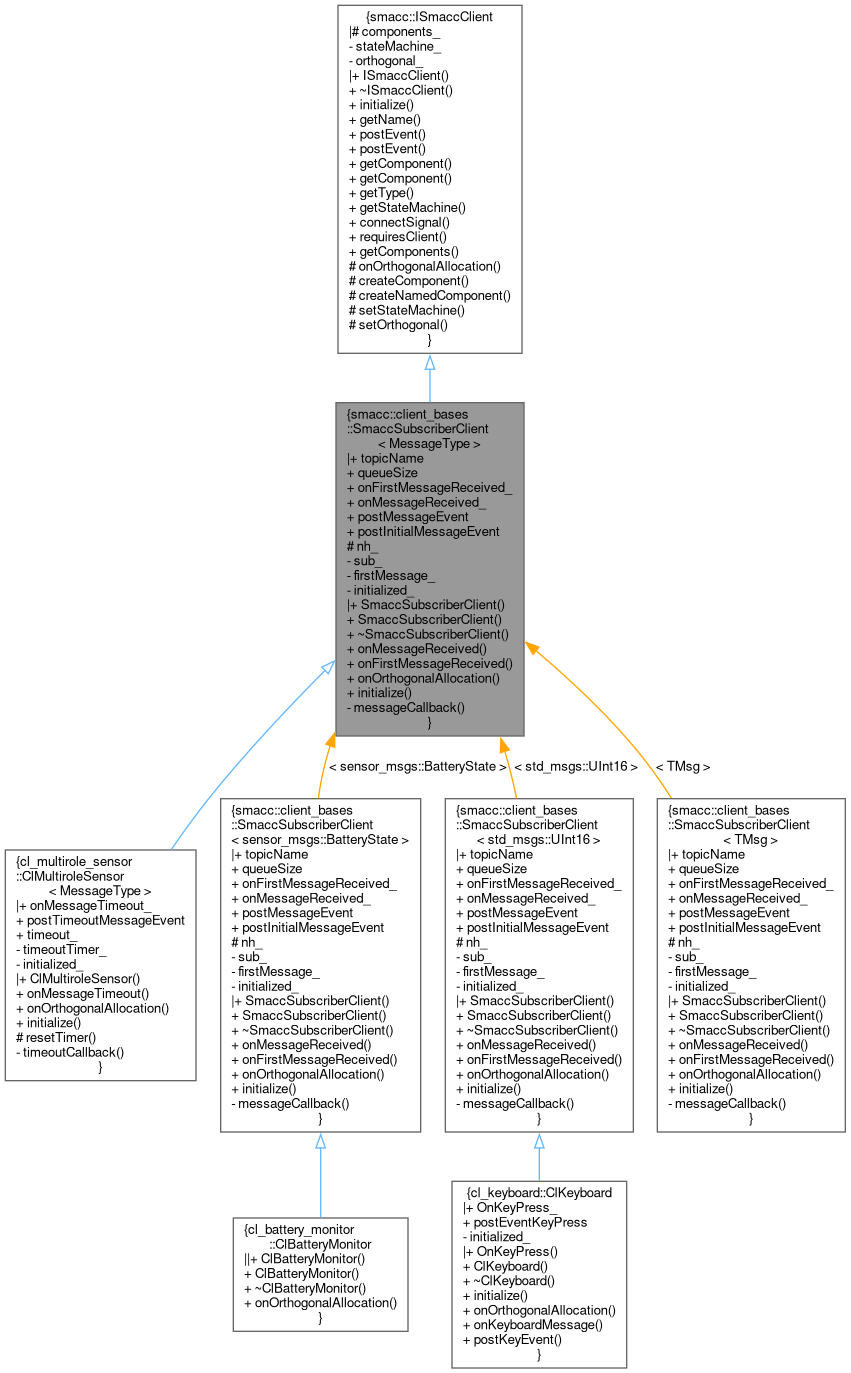 {smacc::ISmaccClient
|# components_
- stateMachine_
- orthogonal_
|+ ISmaccClient()
+ ~ISmaccClient()
+ initialize()
+ getName()
+ postEvent()
+ postEvent()
+ getComponent()
+ getComponent()
+ getType()
+ getStateMachine()
+ connectSignal()
+ requiresClient()
+ getComponents()
# onOrthogonalAllocation()
# createComponent()
# createNamedComponent()
# setStateMachine()
# setOrthogonal()
}
{smacc::client_bases
::SmaccSubscriberClient
< MessageType >
|+ topicName
+ queueSize
+ onFirstMessageReceived_
+ onMessageReceived_
+ postMessageEvent
+ postInitialMessageEvent
# nh_
- sub_
- firstMessage_
- initialized_
|+ SmaccSubscriberClient()
+ SmaccSubscriberClient()
+ ~SmaccSubscriberClient()
+ onMessageReceived()
+ onFirstMessageReceived()
+ onOrthogonalAllocation()
+ initialize()
- messageCallback()
}
< sensor_msgs::BatteryState >
< std_msgs::UInt16 >
< TMsg >
{cl_multirole_sensor
::ClMultiroleSensor
< MessageType >
|+ onMessageTimeout_
+ postTimeoutMessageEvent
+ timeout_
- timeoutTimer_
- initialized_
|+ ClMultiroleSensor()
+ onMessageTimeout()
+ onOrthogonalAllocation()
+ initialize()
# resetTimer()
- timeoutCallback()
}
{smacc::client_bases
::SmaccSubscriberClient
< sensor_msgs::BatteryState >
|+ topicName
+ queueSize
+ onFirstMessageReceived_
+ onMessageReceived_
+ postMessageEvent
+ postInitialMessageEvent
# nh_
- sub_
- firstMessage_
- initialized_
|+ SmaccSubscriberClient()
+ SmaccSubscriberClient()
+ ~SmaccSubscriberClient()
+ onMessageReceived()
+ onFirstMessageReceived()
+ onOrthogonalAllocation()
+ initialize()
- messageCallback()
}
{smacc::client_bases
::SmaccSubscriberClient
< std_msgs::UInt16 >
|+ topicName
+ queueSize
+ onFirstMessageReceived_
+ onMessageReceived_
+ postMessageEvent
+ postInitialMessageEvent
# nh_
- sub_
- firstMessage_
- initialized_
|+ SmaccSubscriberClient()
+ SmaccSubscriberClient()
+ ~SmaccSubscriberClient()
+ onMessageReceived()
+ onFirstMessageReceived()
+ onOrthogonalAllocation()
+ initialize()
- messageCallback()
}
{smacc::client_bases
::SmaccSubscriberClient
< TMsg >
|+ topicName
+ queueSize
+ onFirstMessageReceived_
+ onMessageReceived_
+ postMessageEvent
+ postInitialMessageEvent
# nh_
- sub_
- firstMessage_
- initialized_
|+ SmaccSubscriberClient()
+ SmaccSubscriberClient()
+ ~SmaccSubscriberClient()
+ onMessageReceived()
+ onFirstMessageReceived()
+ onOrthogonalAllocation()
+ initialize()
- messageCallback()
}
{cl_battery_monitor
::ClBatteryMonitor
||+ ClBatteryMonitor()
+ ClBatteryMonitor()
+ ~ClBatteryMonitor()
+ onOrthogonalAllocation()
}
{cl_keyboard::ClKeyboard
|+ OnKeyPress_
+ postEventKeyPress
- initialized_
|+ OnKeyPress()
+ ClKeyboard()
+ ~ClKeyboard()
+ initialize()
+ onOrthogonalAllocation()
+ onKeyboardMessage()
+ postKeyEvent()
}